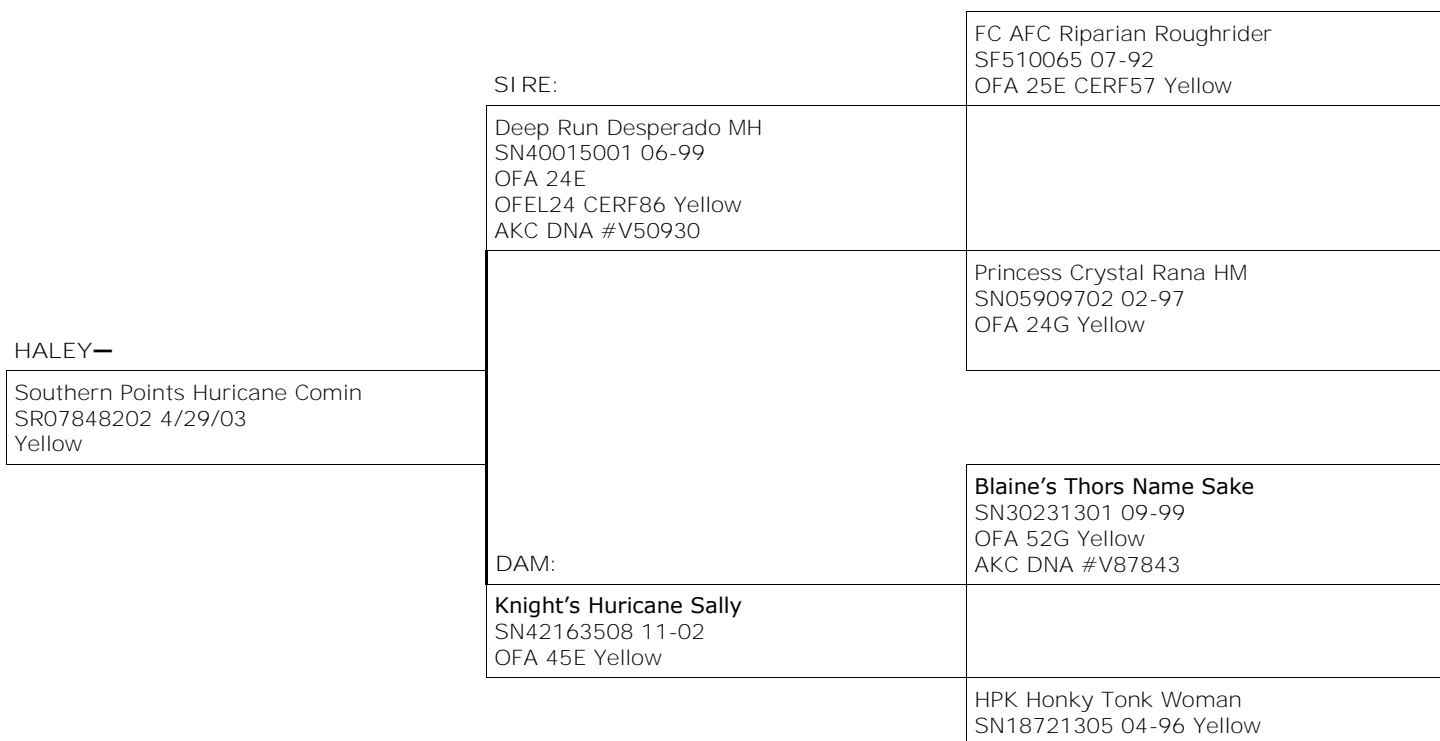 FC AFC Riparian Roughrider
SF510065 07-92
OFA 25E CERF57 Yellow
SIRE:
Deep Run Desperado MH
SN40015001 06-99
OFA 24E
OFEL24 CERF86 Yellow
AKC DNA #V50930
Princess Crystal Rana HM
SN05909702 02-97
OFA 24G Yellow
HALEY—
Southern Points Huricane Comin
SR07848202 4/29/03
Yellow
Blaine's Thors Name Sake
SN30231301 09-99
OFA 52G Yellow
AKC DNA #V87843
DAM:
Knight's Huricane Sally
SN42163508 11-02
OFA 45E Yellow
HPK Honky Tonk Woman
SN18721305 04-96 Yellow